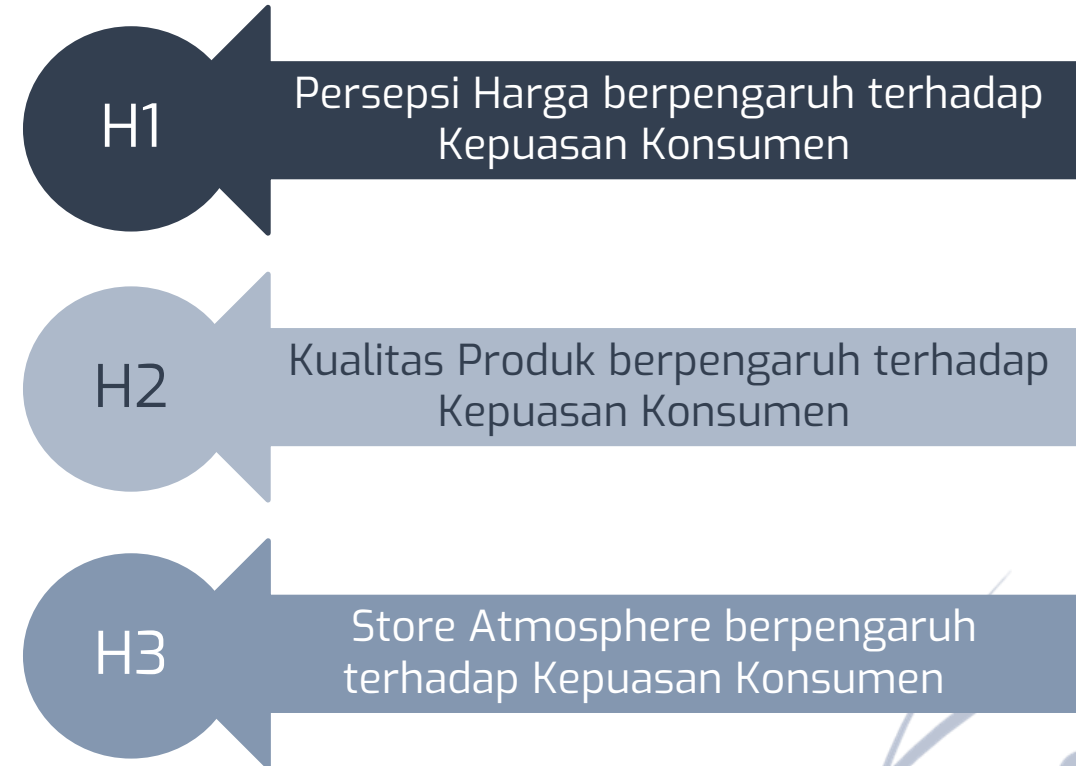 H1
Persepsi Harga berpengaruh terhadap
Kepuasan Konsumen
H2
Kualitas Produk berpengaruh terhadap
Kepuasan Konsumen
H3
Store Atmosphere berpengaruh
terhadap Kepuasan Konsumen